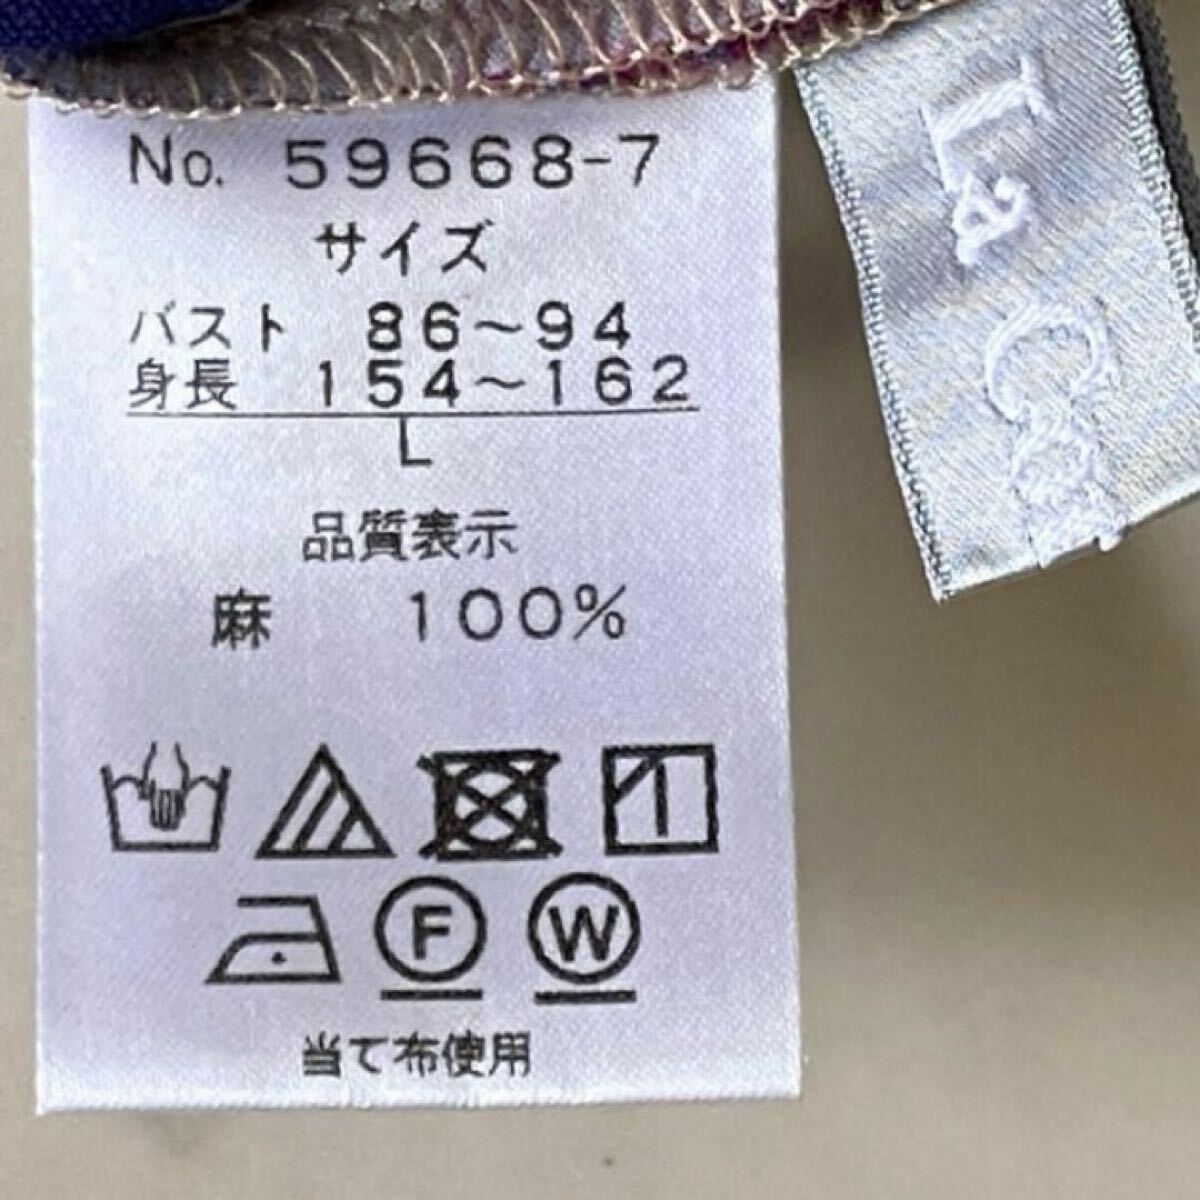 No. 59668-7
サイズ
バスト 86~94
身長 154~162
L
品質表示
麻 100%
F W
当て布使用